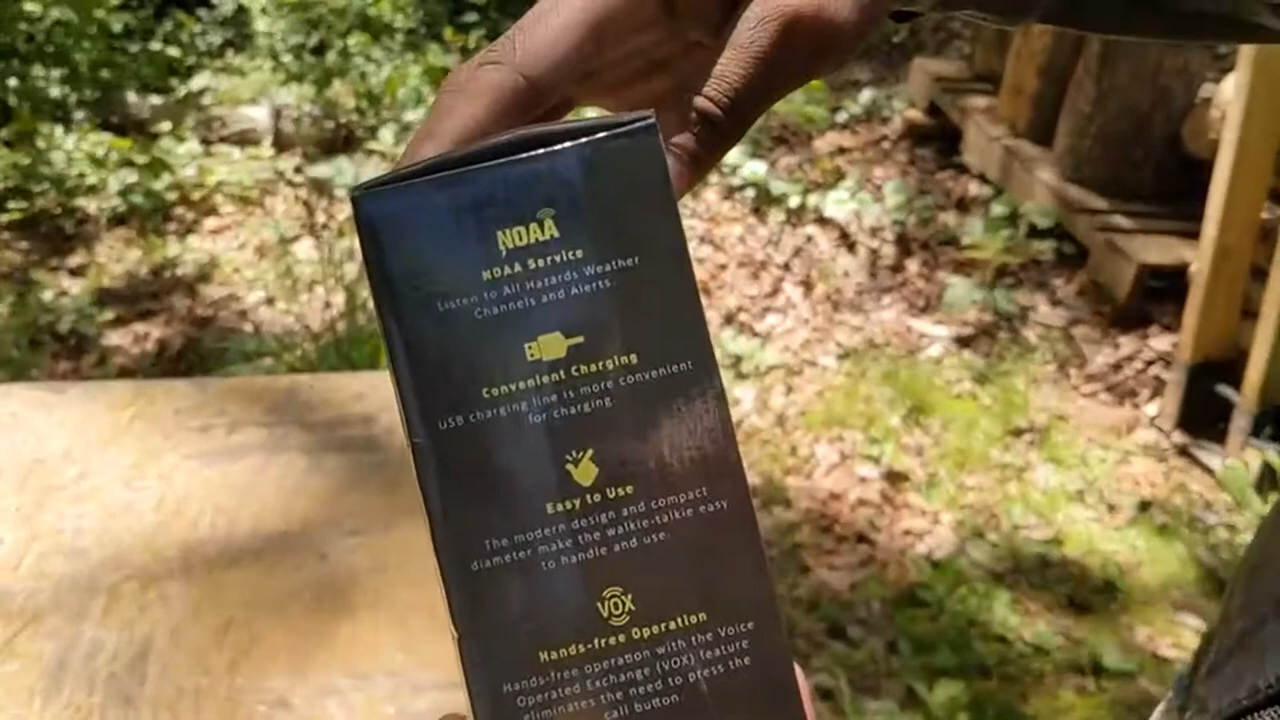 NOAA
NOAA Service
Listen to All Hazards Weather
Channels and Alerts.
Convenient Charging
USB charging line is more convenient
for charging.
Easy to Use
The modern design and compact
diameter make the walkie-talkie easy
to handle and use.
VOX
Hands-free Operation
Hands-free operation with the Voice
Operated Exchange (VOX) feature
eliminates the need to press the
call button.